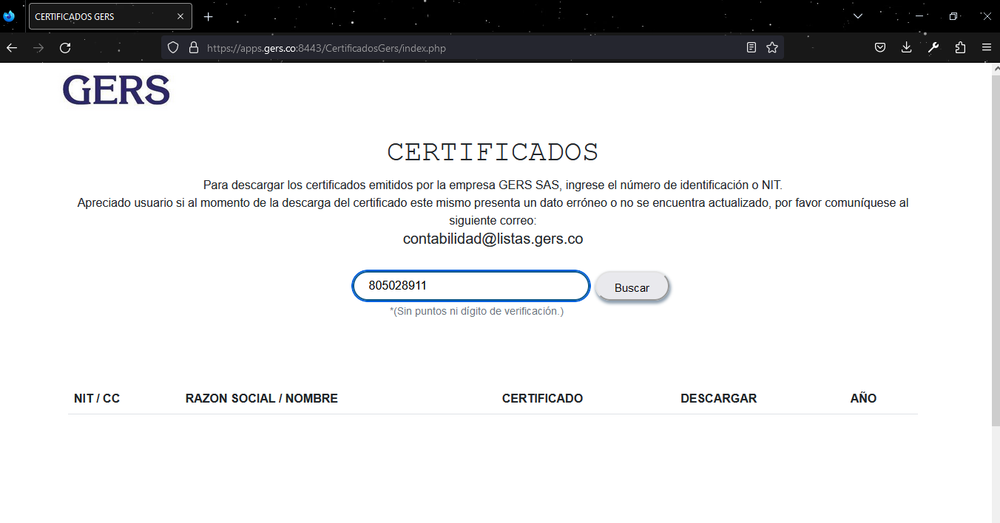 CERTIFICADOS GERS
https://apps.gers.co:8443/CertificadosGers/index.php
GERS
CERTIFICADOS
Para descargar los certificados emitidos por la empresa GERS SAS, ingrese el número de identificación o NIT.
Apreciado usuario si al momento de la descarga del certificado este mismo presenta un dato erróneo o no se encuentra actualizado, por favor comuníquese al
siguiente correo:
contabilidad@listas.gers.co
805028911 Buscar
*(Sin puntos ni dígito de verificación.)
NIT / CC RAZON SOCIAL / NOMBRE CERTIFICADO DESCARGAR AÑO